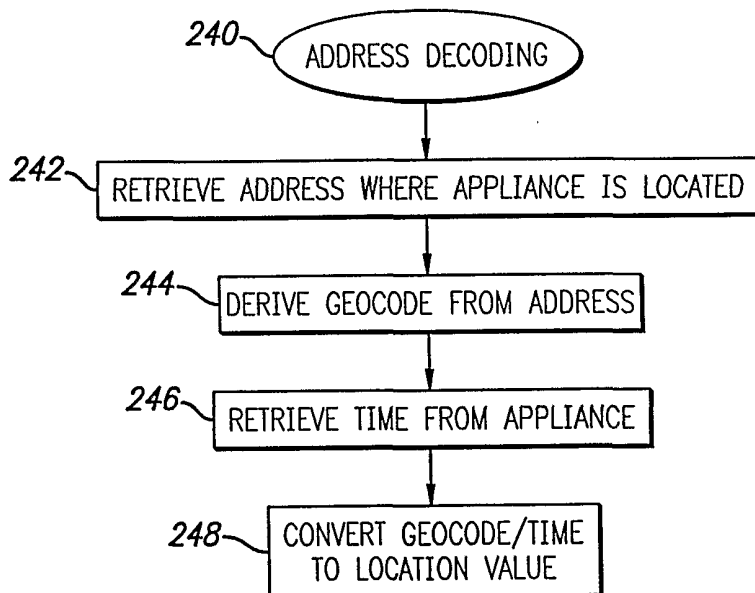 240
ADDRESS DECODING
242
RETRIEVE ADDRESS WHERE APPLIANCE IS LOCATED
244
DERIVE GEOCODE FROM ADDRESS
246
RETRIEVE TIME FROM APPLIANCE
248
CONVERT GEOCODE/TIME
TO LOCATION VALUE